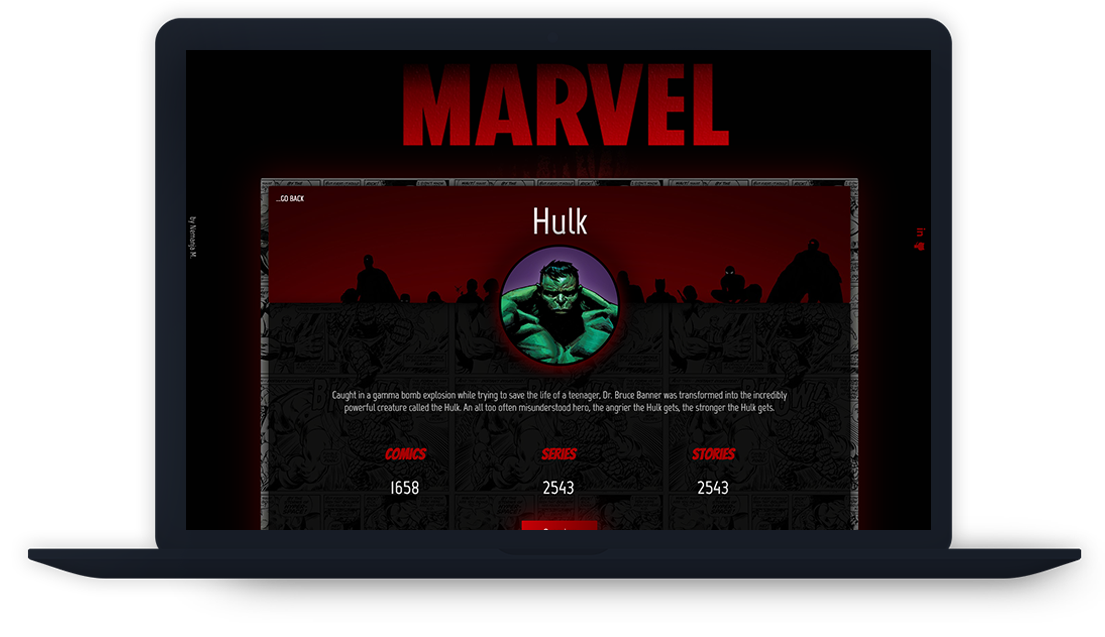 MARVEL
...GO BACK
Hulk
by Nemanja M.
in
Caught in a gamma bomb explosion while trying to save the life of a teenager, Dr. Bruce Banner was transformed into the incredibly
powerful creature called the Hulk. An all too often misunderstood hero, the angrier the Hulk gets, the stronger the Hulk gets.
COMICS SERIES STORIES
1658 2543 2543